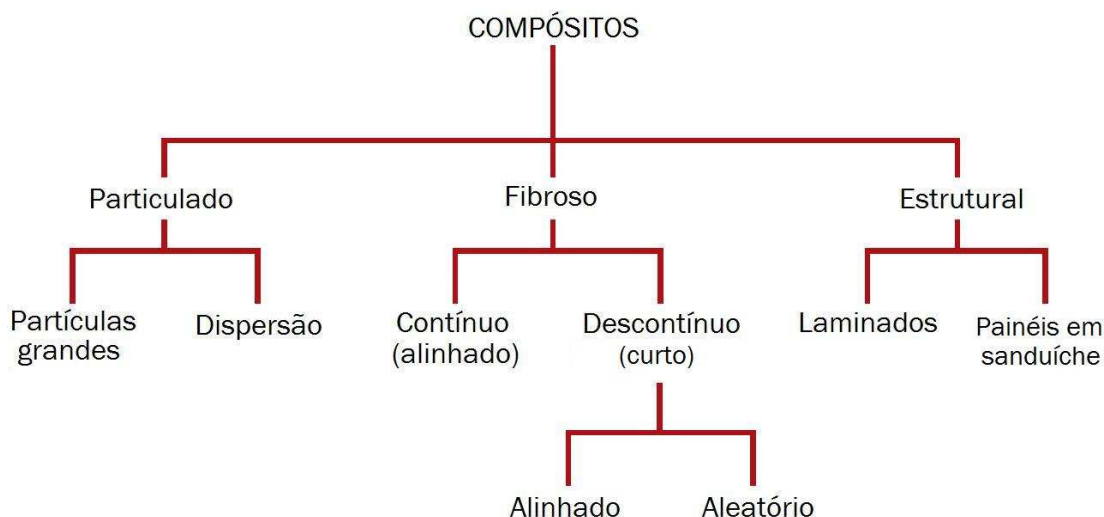 COMPÓSITOS
Particulado
Fibroso
Estrutural
Partículas
grandes
Dispersão
Contínuo
(alinhado)
Descontínuo
(curto)
Laminados
Painéis em
sanduíche
Alinhado
Aleatório